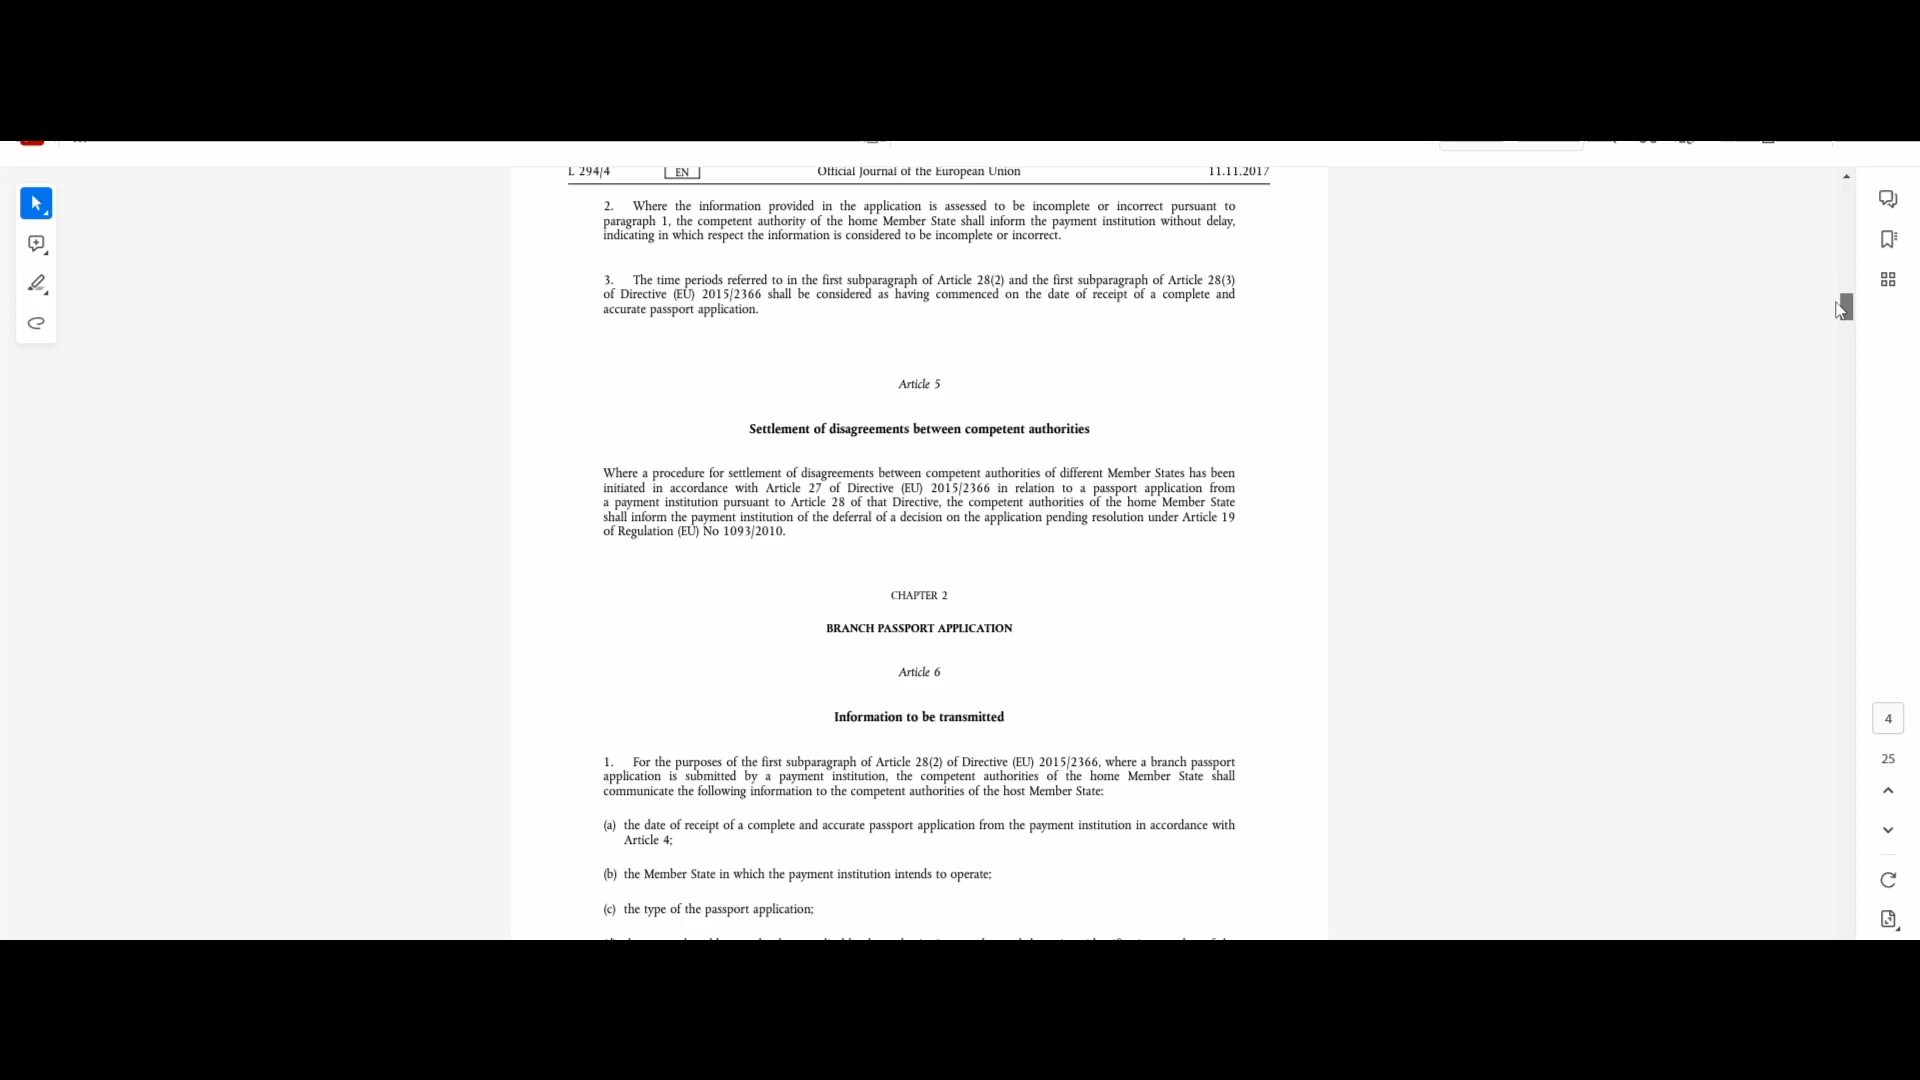 L 294/4 EN Official Journal of the European Union 11.11.2017
2. Where the information provided in the application is assessed to be incomplete or incorrect pursuant to
paragraph 1, the competent authority of the home Member State shall inform the payment institution without delay,
indicating in which respect the information is considered to be incomplete or incorrect.
3. The time periods referred to in the first subparagraph of Article 28(2) and the first subparagraph of Article 28(3)
of Directive (EU) 2015/2366 shall be considered as having commenced on the date of receipt of a complete and
accurate passport application.
Article 5
Settlement of disagreements between competent authorities
Where a procedure for settlement of disagreements between competent authorities of different Member States has been
initiated in accordance with Article 27 of Directive (EU) 2015/2366 in relation to a passport application from
a payment institution pursuant to Article 28 of that Directive, the competent authorities of the home Member State
shall inform the payment institution of the deferral of a decision on the application pending resolution under Article 19
of Regulation (EU) No 1093/2010.
CHAPTER 2
BRANCH PASSPORT APPLICATION
Article 6
Information to be transmitted
1. For the purposes of the first subparagraph of Article 28(2) of Directive (EU) 2015/2366, where a branch passport
application is submitted by a payment institution, the competent authorities of the home Member State shall
communicate the following information to the competent authorities of the host Member State:
(a) the date of receipt of a complete and accurate passport application from the payment institution in accordance with
Article 4;
(b) the Member State in which the payment institution intends to operate;
(c) the type of the passport application;
4
25